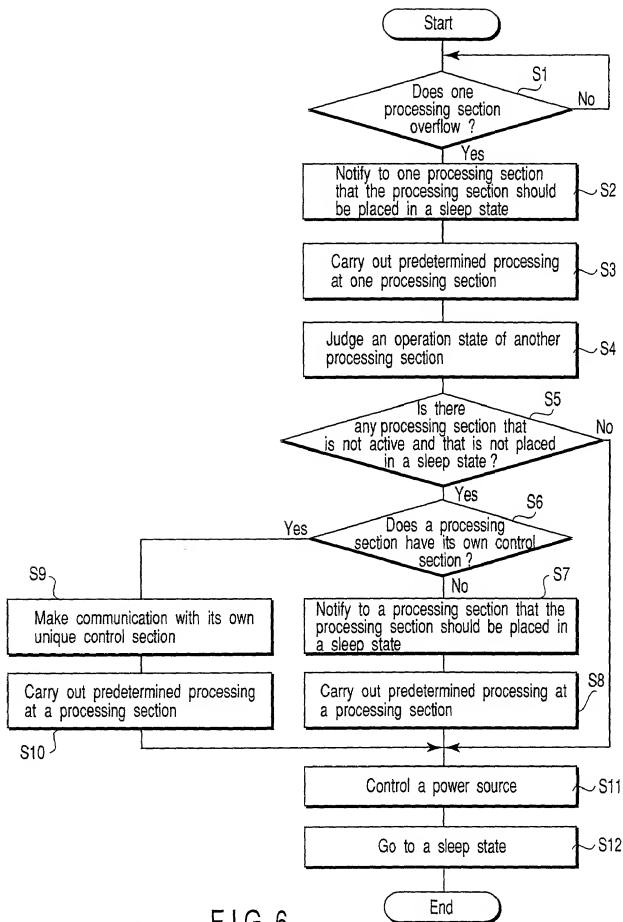 Start
S1
Does one
processing section
overflow ?
No
Yes
Notify to one processing section
that the processing section should
be placed in a sleep state
S2
Carry out predetermined processing
at one processing section
S3
Judge an operation state of another
processing section
S4
S5
Is there
any processing section that
is not active and that is not placed
in a sleep state ?
No
Yes
S6
Does a processing
section have its own control
section ?
Yes
No
S9
Make communication with its own
unique control section
S7
Notify to a processing section that the
processing section should be placed in
a sleep state
Carry out predetermined processing
at a processing section
S10
Carry out predetermined processing at
a processing section
S8
Control a power source
S11
Go to a sleep state
S12
End
FIG. 6